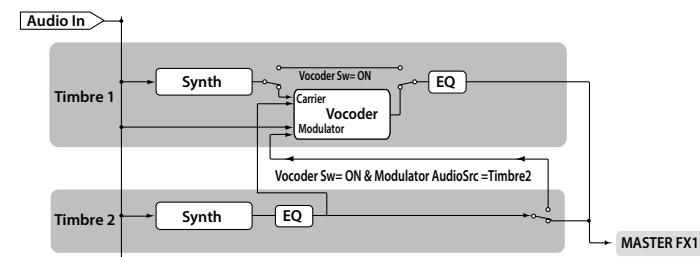 Audio In
Timbre 1
Synth
Vocoder Sw= ON
Carrier
Vocoder
Modulator
EQ
Vocoder Sw= ON & Modulator AudioSrc =Timbre2
Timbre 2
Synth
EQ
MASTER FX1